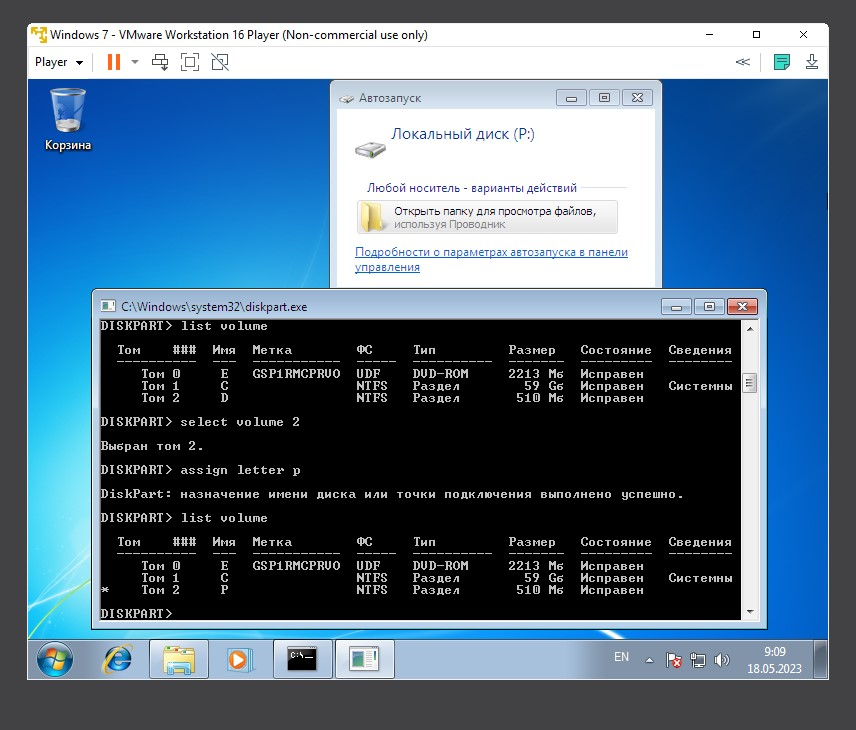 Windows 7 - VMware Workstation 16 Player (Non-commercial use only)
Player
Корзина
Автозапуск
Локальный диск (P:)
Любой носитель - варианты действий
Открыть папку для просмотра файлов,
используя Проводник
Подробности о параметрах автозапуска в панели
управления
C:\Windows\system32\diskpart.exe
DISKPART> list volume
Том ### Имя Метка ФС Тип Размер Состояние Сведения
---------- --- ----------- ----- ---------- ------- --------- --------
Том 0 E GSP1RMCPRVO UDF DVD-ROM 2213 Мб Исправен
Том 1 C NTFS Раздел 59 Gб Исправен Системны
Том 2 D NTFS Раздел 510 Мб Исправен
DISKPART> select volume 2
Выбран том 2.
DISKPART> assign letter p
DiskPart: назначение имени диска или точки подключения выполнено успешно.
DISKPART> list volume
Том ### Имя Метка ФС Тип Размер Состояние Сведения
---------- --- ----------- ----- ---------- ------- --------- --------
Том 0 E GSP1RMCPRVO UDF DVD-ROM 2213 Мб Исправен
Том 1 C NTFS Раздел 59 Gб Исправен Системны
* Том 2 P NTFS Раздел 510 Мб Исправен
DISKPART>
C:\_
EN
9:09
18.05.2023